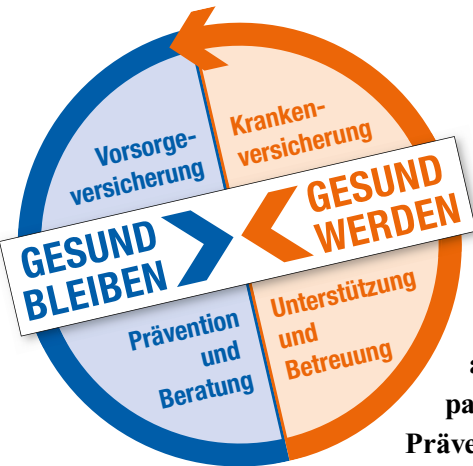 Vorsorge-
versicherung
Kranken-
versicherung
GESUND
BLEIBEN
GESUND
WERDEN
Prävention
und
Beratung
Unterstützung
und
Betreuung